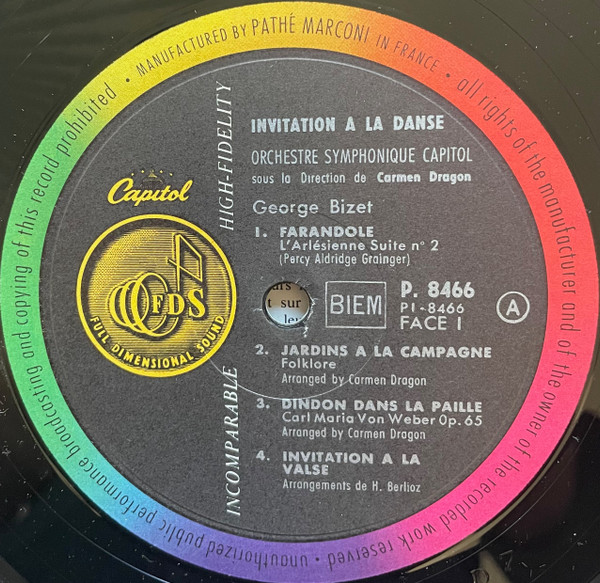 MANUFACTURED BY PATHÉ MARCONI IN FRANCE • all rights of the manufacturer and of the owner of the recorded work reserved • unauthorized public performance broadcasting and copying of this record prohibited •
HIGH-FIDELITY
INCOMPARABLE
Capitol
FDS
FULL DIMENSIONAL SOUND
INVITATION A LA DANSE
ORCHESTRE SYMPHONIQUE CAPITOL
sous la Direction de Carmen Dragon
George Bizet
1. FARANDOLE
L'Arlésienne Suite n° 2
(Percy Aldridge Grainger)
sur
BIEM
P. 8466
P1-8466
FACE 1
A
2. JARDINS A LA CAMPAGNE
Folklore
Arranged by Carmen Dragon
3. DINDON DANS LA PAILLE
Carl Maria Von Weber Op. 65
Arranged by Carmen Dragon
4. INVITATION A LA
VALSE
Arrangements de H. Berlioz